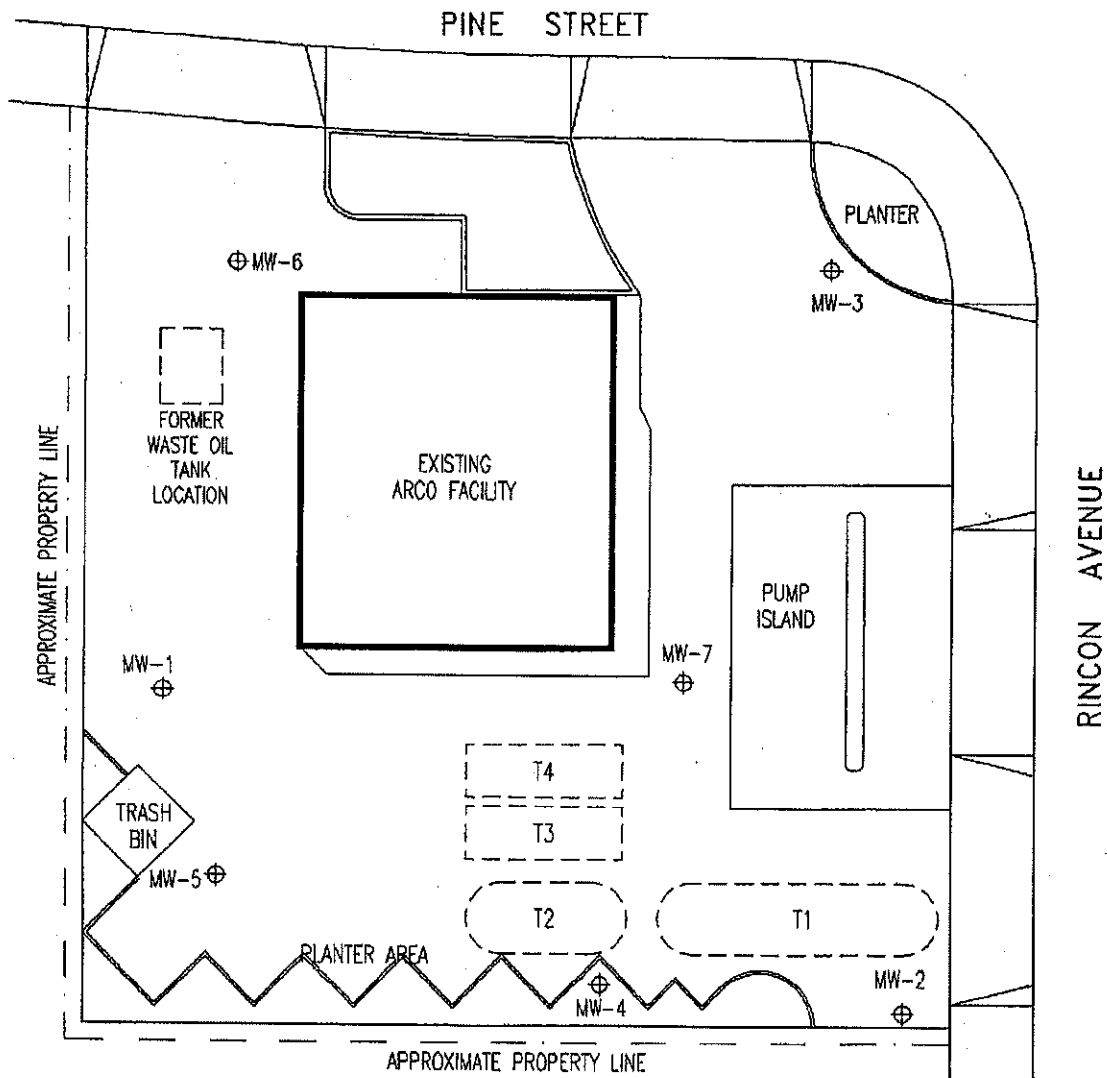 PINE STREET
PLANTER
MW-6
MW-3
FORMER
WASTE OIL
TANK
LOCATION
EXISTING
ARCO FACILITY
APPROXIMATE PROPERTY LINE
RINCON AVENUE
PUMP
ISLAND
MW-1
MW-7
T4
TRASH
BIN
T3
MW-5
T2
T1
PLANTER AREA
MW-4
MW-2
APPROXIMATE PROPERTY LINE